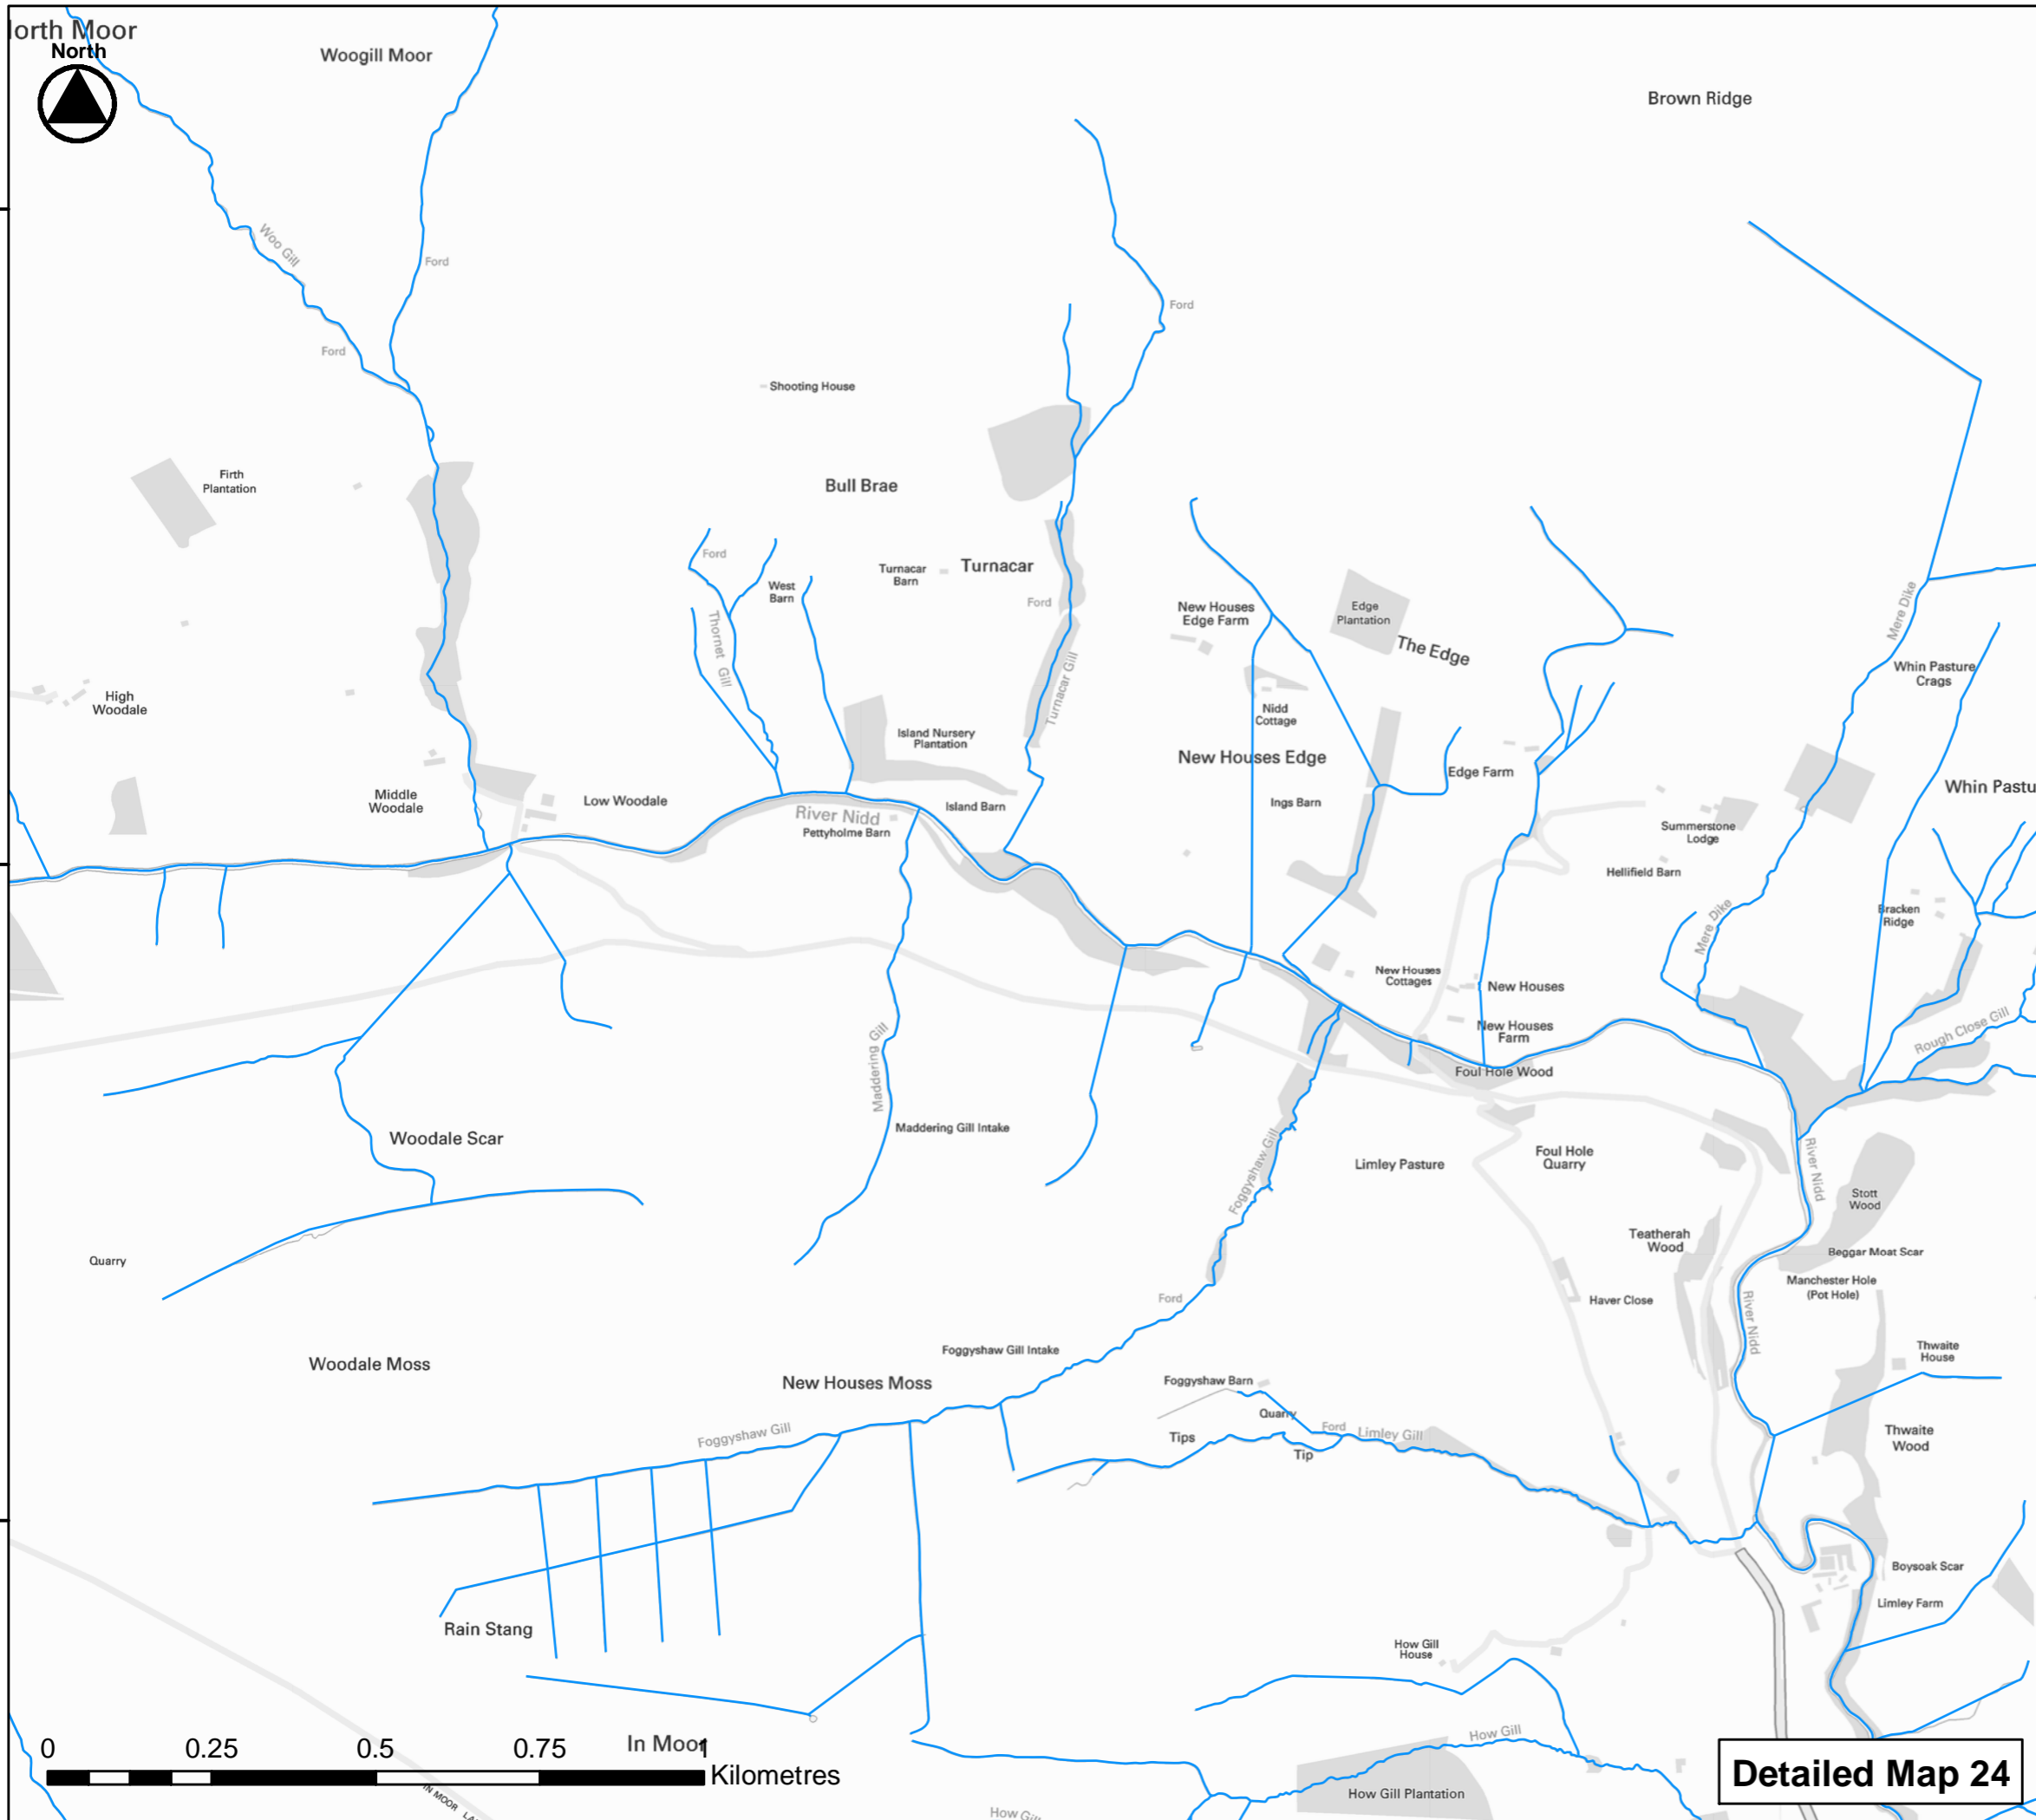 orth Moor
North
Woogill Moor
Brown Ridge
Woo Gill
Ford
Ford
Ford
Shooting House
Firth
Plantation
Bull Brae
Ford
West
Barn
Turnacar
Barn
Turnacar
Ford
New Houses
Edge Farm
Edge
Plantation
The Edge
Mere Dike
Thornet Gill
Turnacar Gill
Whin Pasture
Crags
High
Woodale
Nidd
Cottage
Island Nursery
Plantation
New Houses Edge
Edge Farm
Whin Pastu
Middle
Woodale
Low Woodale
River Nidd
Pettyholme Barn
Island Barn
Ings Barn
Summerstone
Lodge
Hellifield Barn
Mere Dike
Bracken
Ridge
New Houses
Cottages
New Houses
New Houses
Farm
Rough Close Gill
Foul Hole Wood
Maddering Gill
Maddering Gill Intake
Woodale Scar
Foggyshaw Gill
Limley Pasture
Foul Hole
Quarry
River Nidd
Stott
Wood
Teatherah
Wood
Beggar Moat Scar
Quarry
Manchester Hole
(Pot Hole)
Ford
Haver Close
River Nidd
Foggyshaw Gill Intake
Thwaite
House
Woodale Moss
New Houses Moss
Foggyshaw Barn
Quarry
Foggyshaw Gill
Tips
Ford
Limley Gill
Tip
Thwaite
Wood
Boysoak Scar
Limley Farm
Rain Stang
How Gill
House
How Gill
In Moor
0 0.25 0.5 0.75 1
Kilometres
Detailed Map 24
How Gill Plantation
IN MOOR LA
How Gill